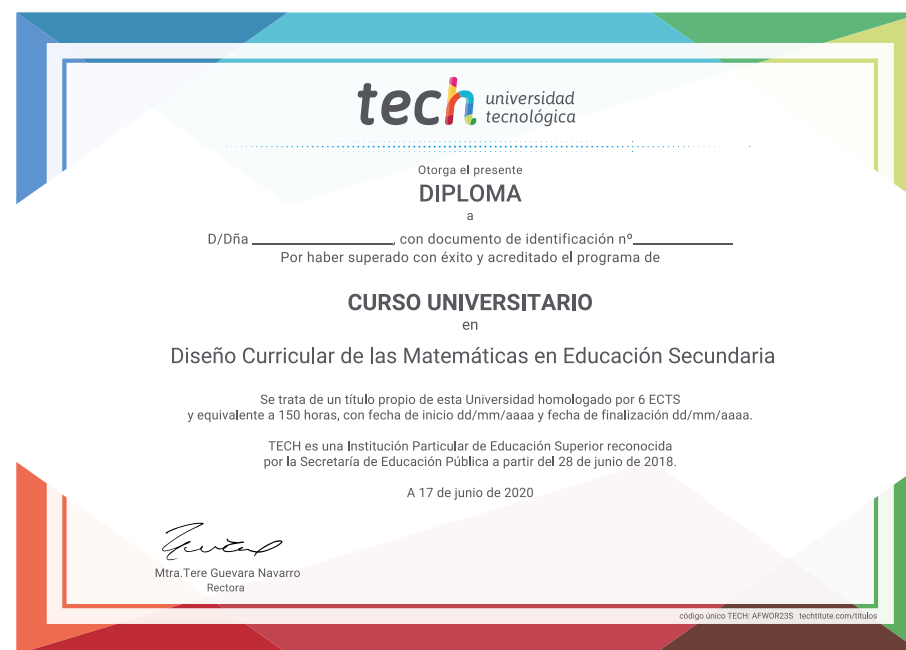 tech universidad
tecnológica
Otorga el presente
DIPLOMA
a
D/Dña ____________________, con documento de identificación nº______________
Por haber superado con éxito y acreditado el programa de
CURSO UNIVERSITARIO
en
Diseño Curricular de las Matemáticas en Educación Secundaria
Se trata de un título propio de esta Universidad homologado por 6 ECTS
y equivalente a 150 horas, con fecha de inicio dd/mm/aaaa y fecha de finalización dd/mm/aaaa.
TECH es una Institución Particular de Educación Superior reconocida
por la Secretaría de Educación Pública a partir del 28 de junio de 2018.
A 17 de junio de 2020
Mtra.Tere Guevara Navarro
Rectora
código único TECH: AFWOR23S techtitute.com/titulos